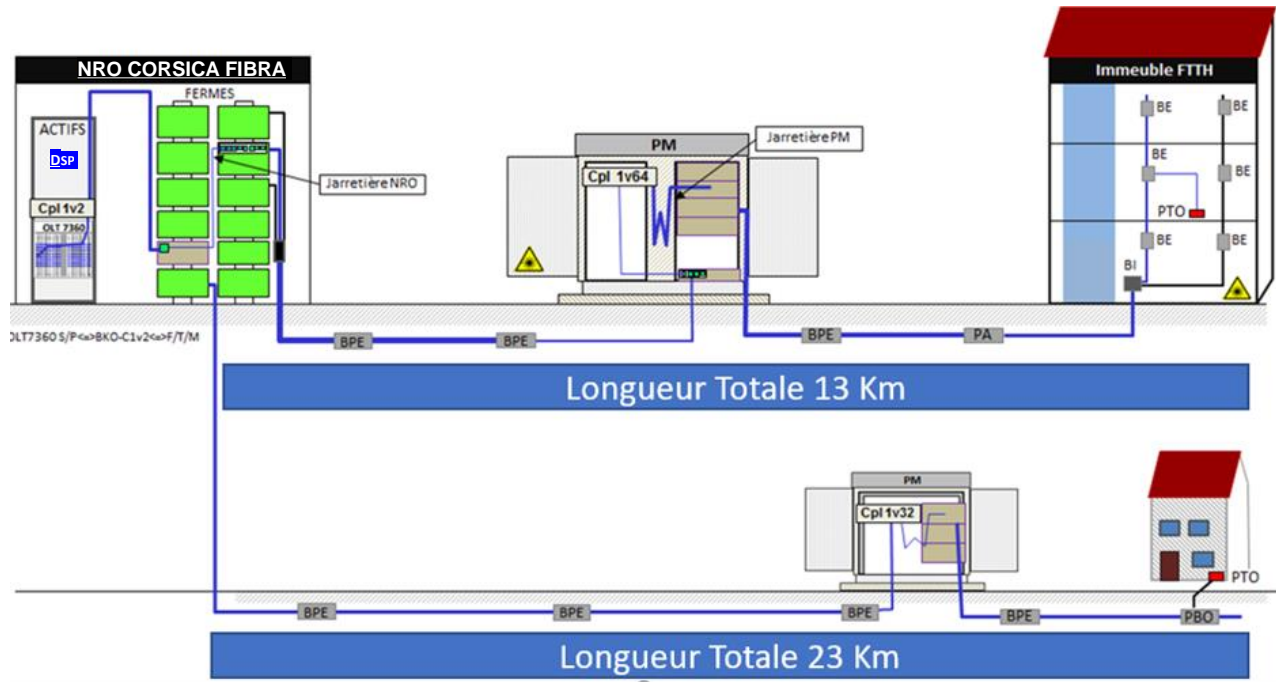 NRO CORSICA FIBRA
FERMES
ACTIFS
DSP
Cpl 1v2
OLT 7360
Jarretière NRO
PM
Cpl 1v64
Jarretière PM
Immeuble FTTH
BE
BE
BE
BE
PTO
BE
BE
BI
OLT7360 S/P<=>BKO-C1v2<=>F/T/M
BPE
BPE
BPE
PA
Longueur Totale 13 Km
PM
Cpl 1v32
PTO
BPE
BPE
BPE
BPE
PBO
Longueur Totale 23 Km